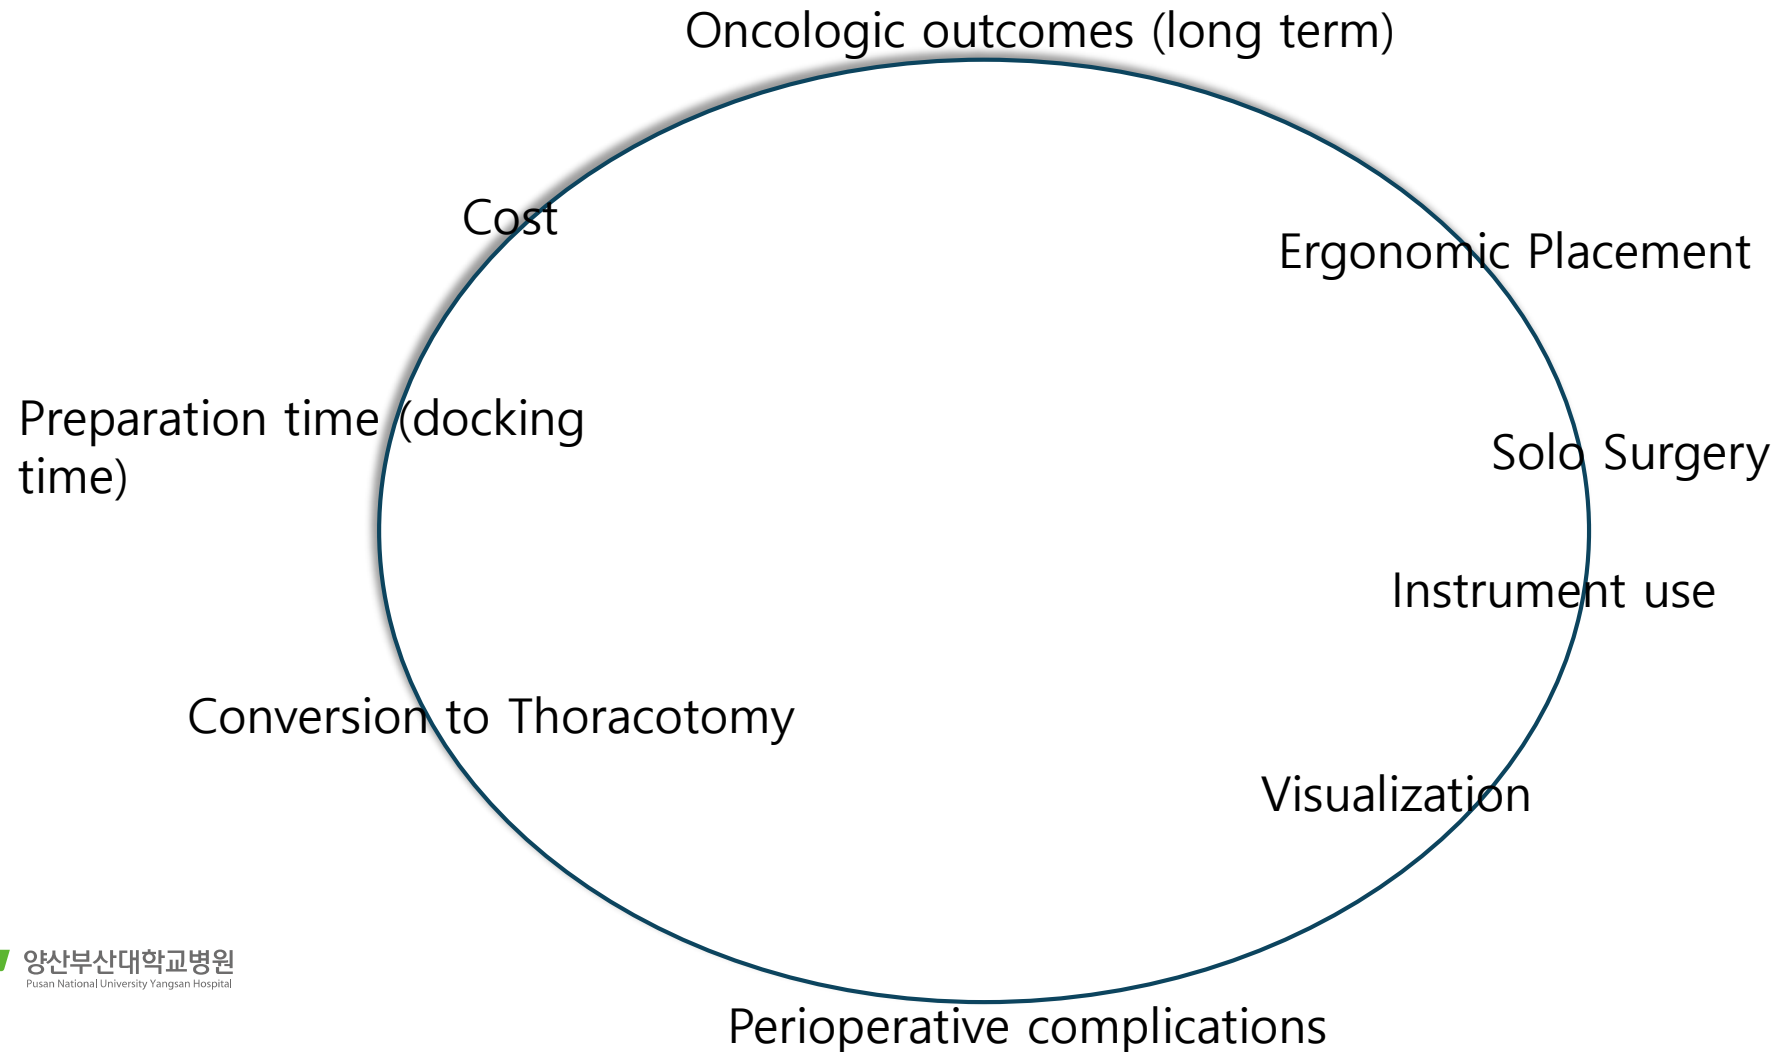 Oncologic outcomes (long term)
Cost
Ergonomic Placement
Preparation time (docking
time)
Solo Surgery
Instrument use
Conversion to Thoracotomy
Visualization
양산부산대학교병원
Pusan National University Yangsan Hospital
Perioperative complications